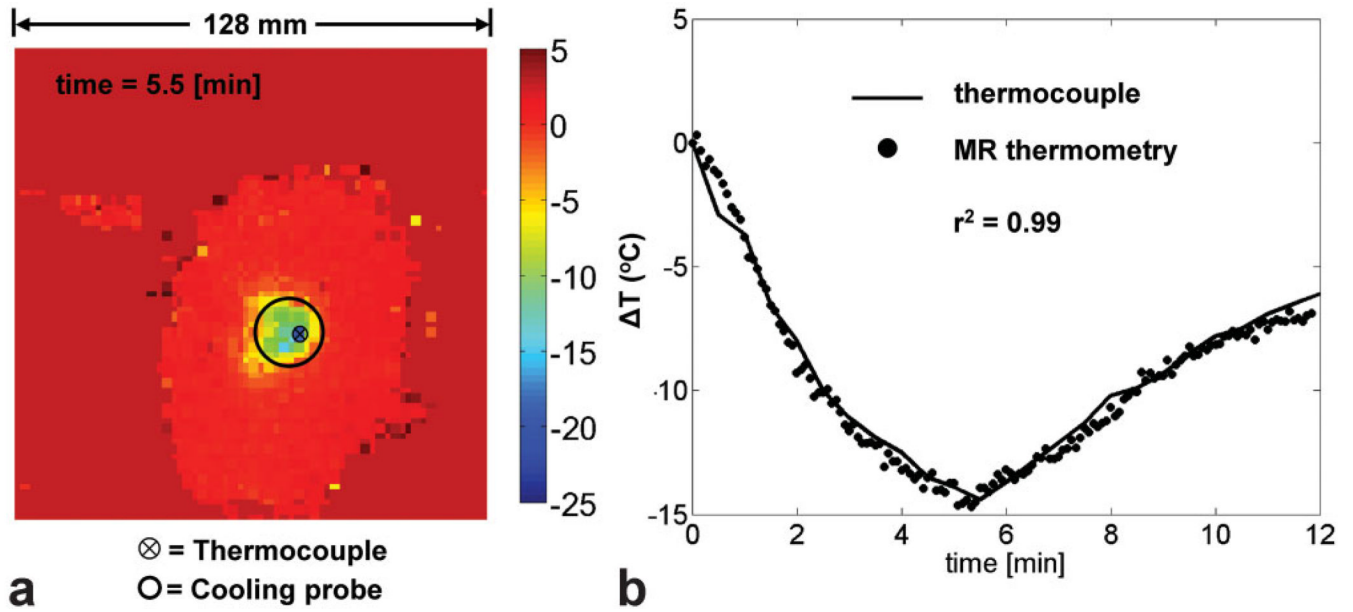 128 mm
time = 5.5 [min]
5
0
-5
-10
-15
-20
-25
⊗ = Thermocouple
O = Cooling probe
a
5
0
-5
-10
-15
ΔT (°C)
thermocouple
MR thermometry
r² = 0.99
0 2 4 6 8 10 12
time [min]
b